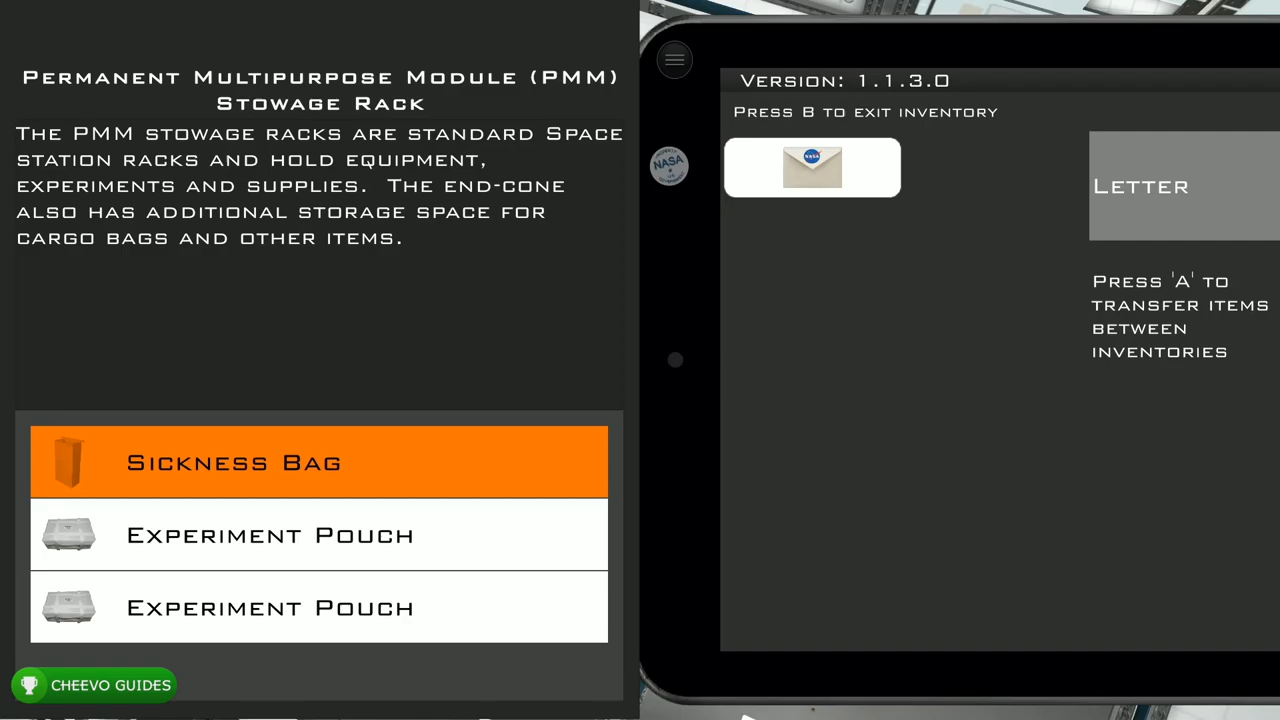 Permanent Multipurpose Module (PMM)
Stowage Rack
The PMM stowage racks are standard Space
station racks and hold equipment,
experiments and supplies. The end-cone
also has additional storage space for
cargo bags and other items.
Sickness Bag
Experiment Pouch
Experiment Pouch
CHEEVO GUIDES
Version: 1.1.3.0
Press B to exit inventory
NASA
NASA
Letter
Press 'A' to
transfer items
between
inventories